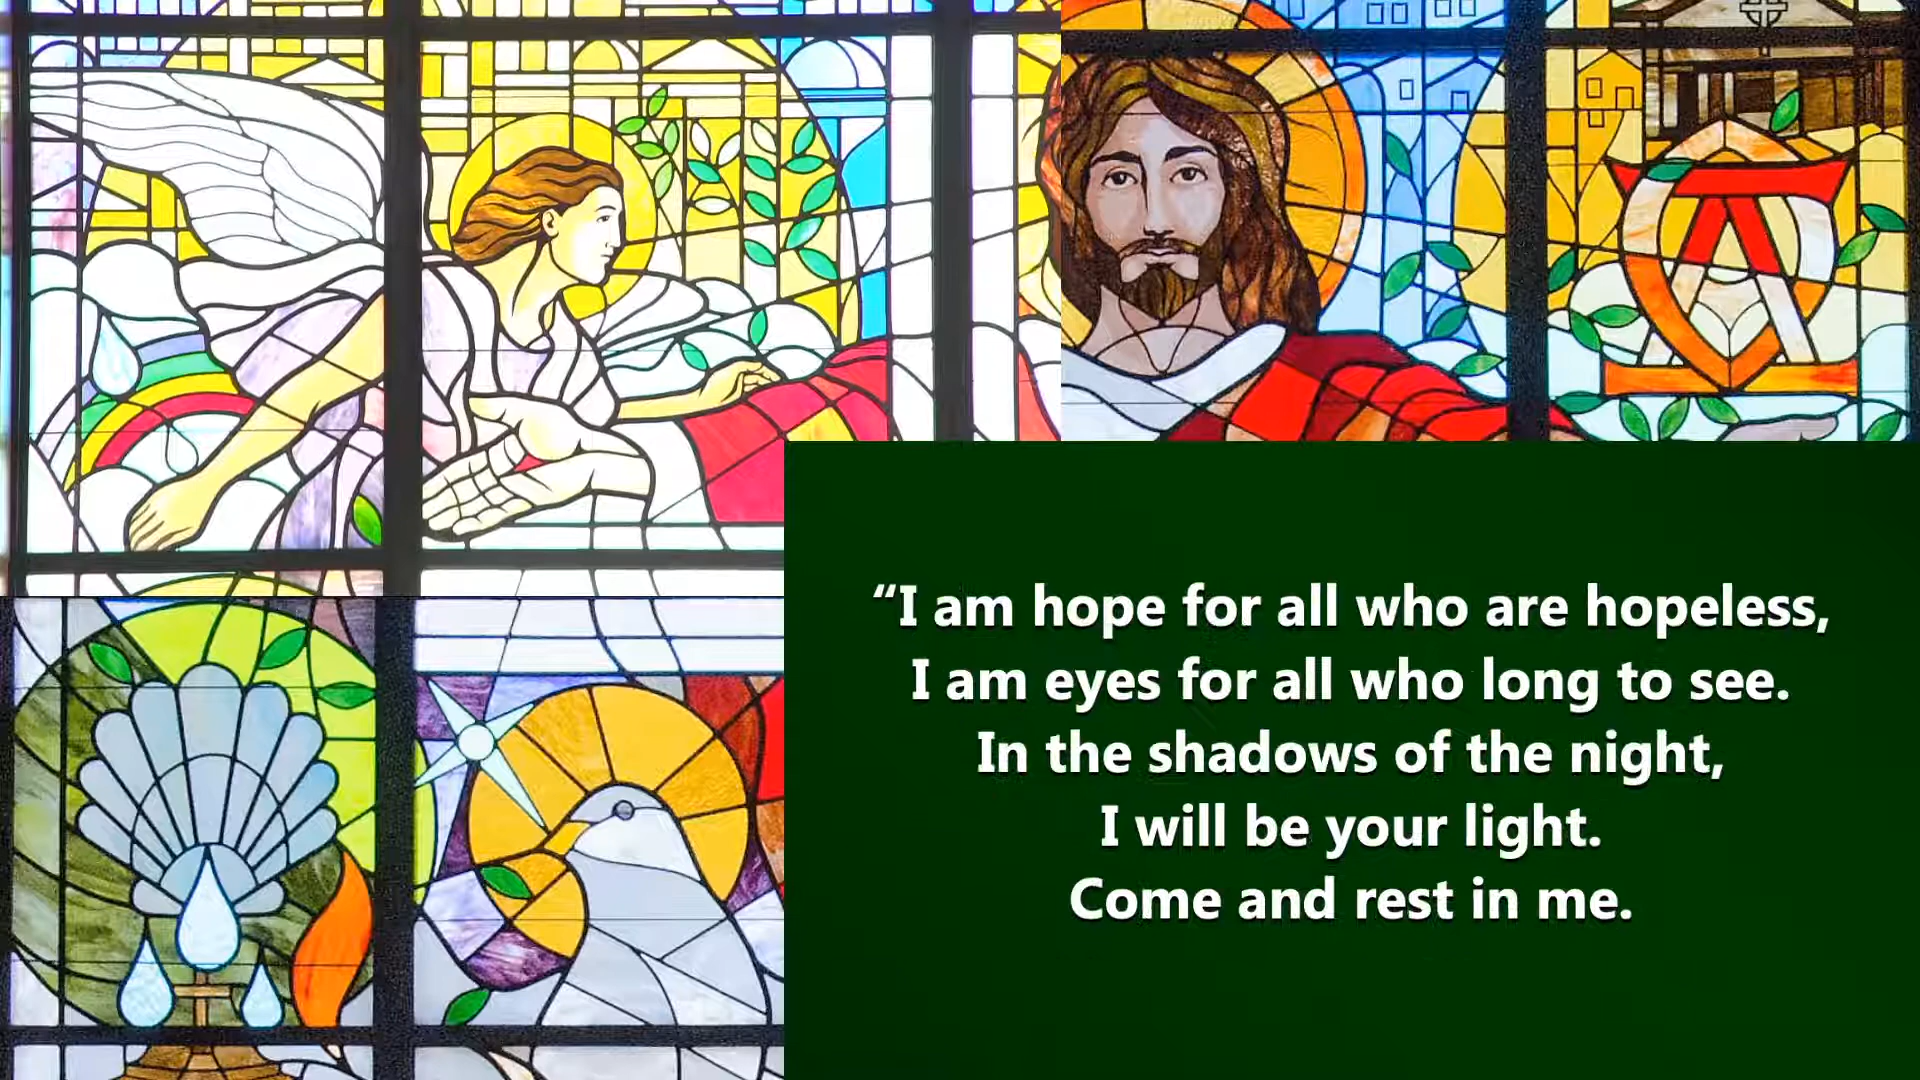 “I am hope for all who are hopeless,
I am eyes for all who long to see.
In the shadows of the night,
I will be your light.
Come and rest in me.